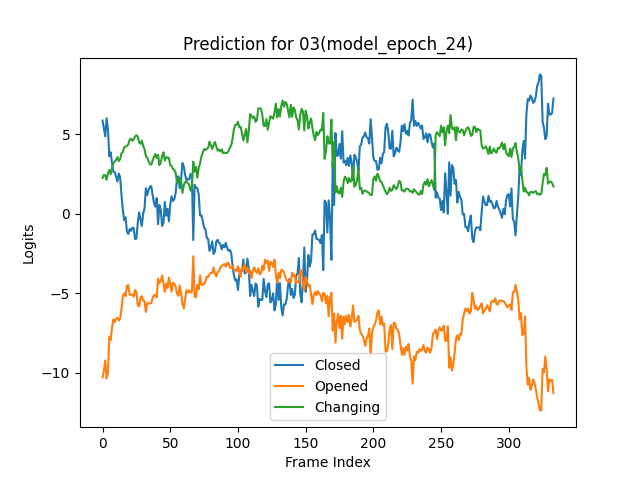 Prediction for 03(model_epoch_24)
Logits
5
0
−5
−10
Closed
Opened
Changing
0 50 100 150 200 250 300
Frame Index